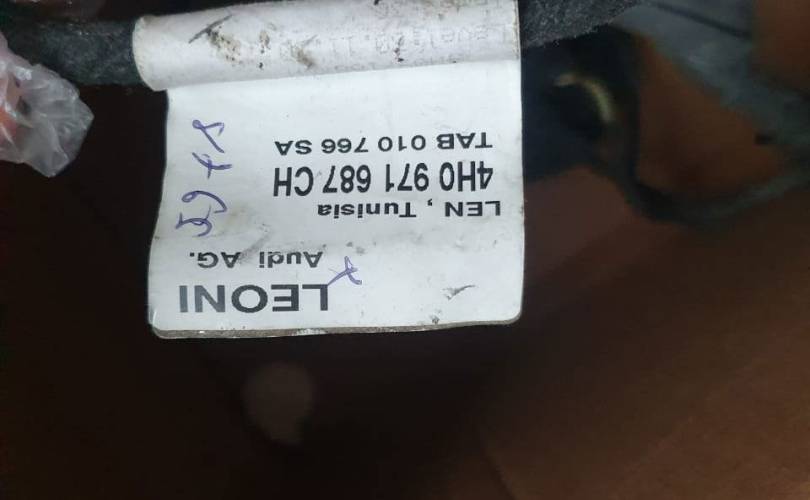 LEONI
Audi AG.
LEN, Tunisia
4H0 971 687 CH
TAB 010 766 SA